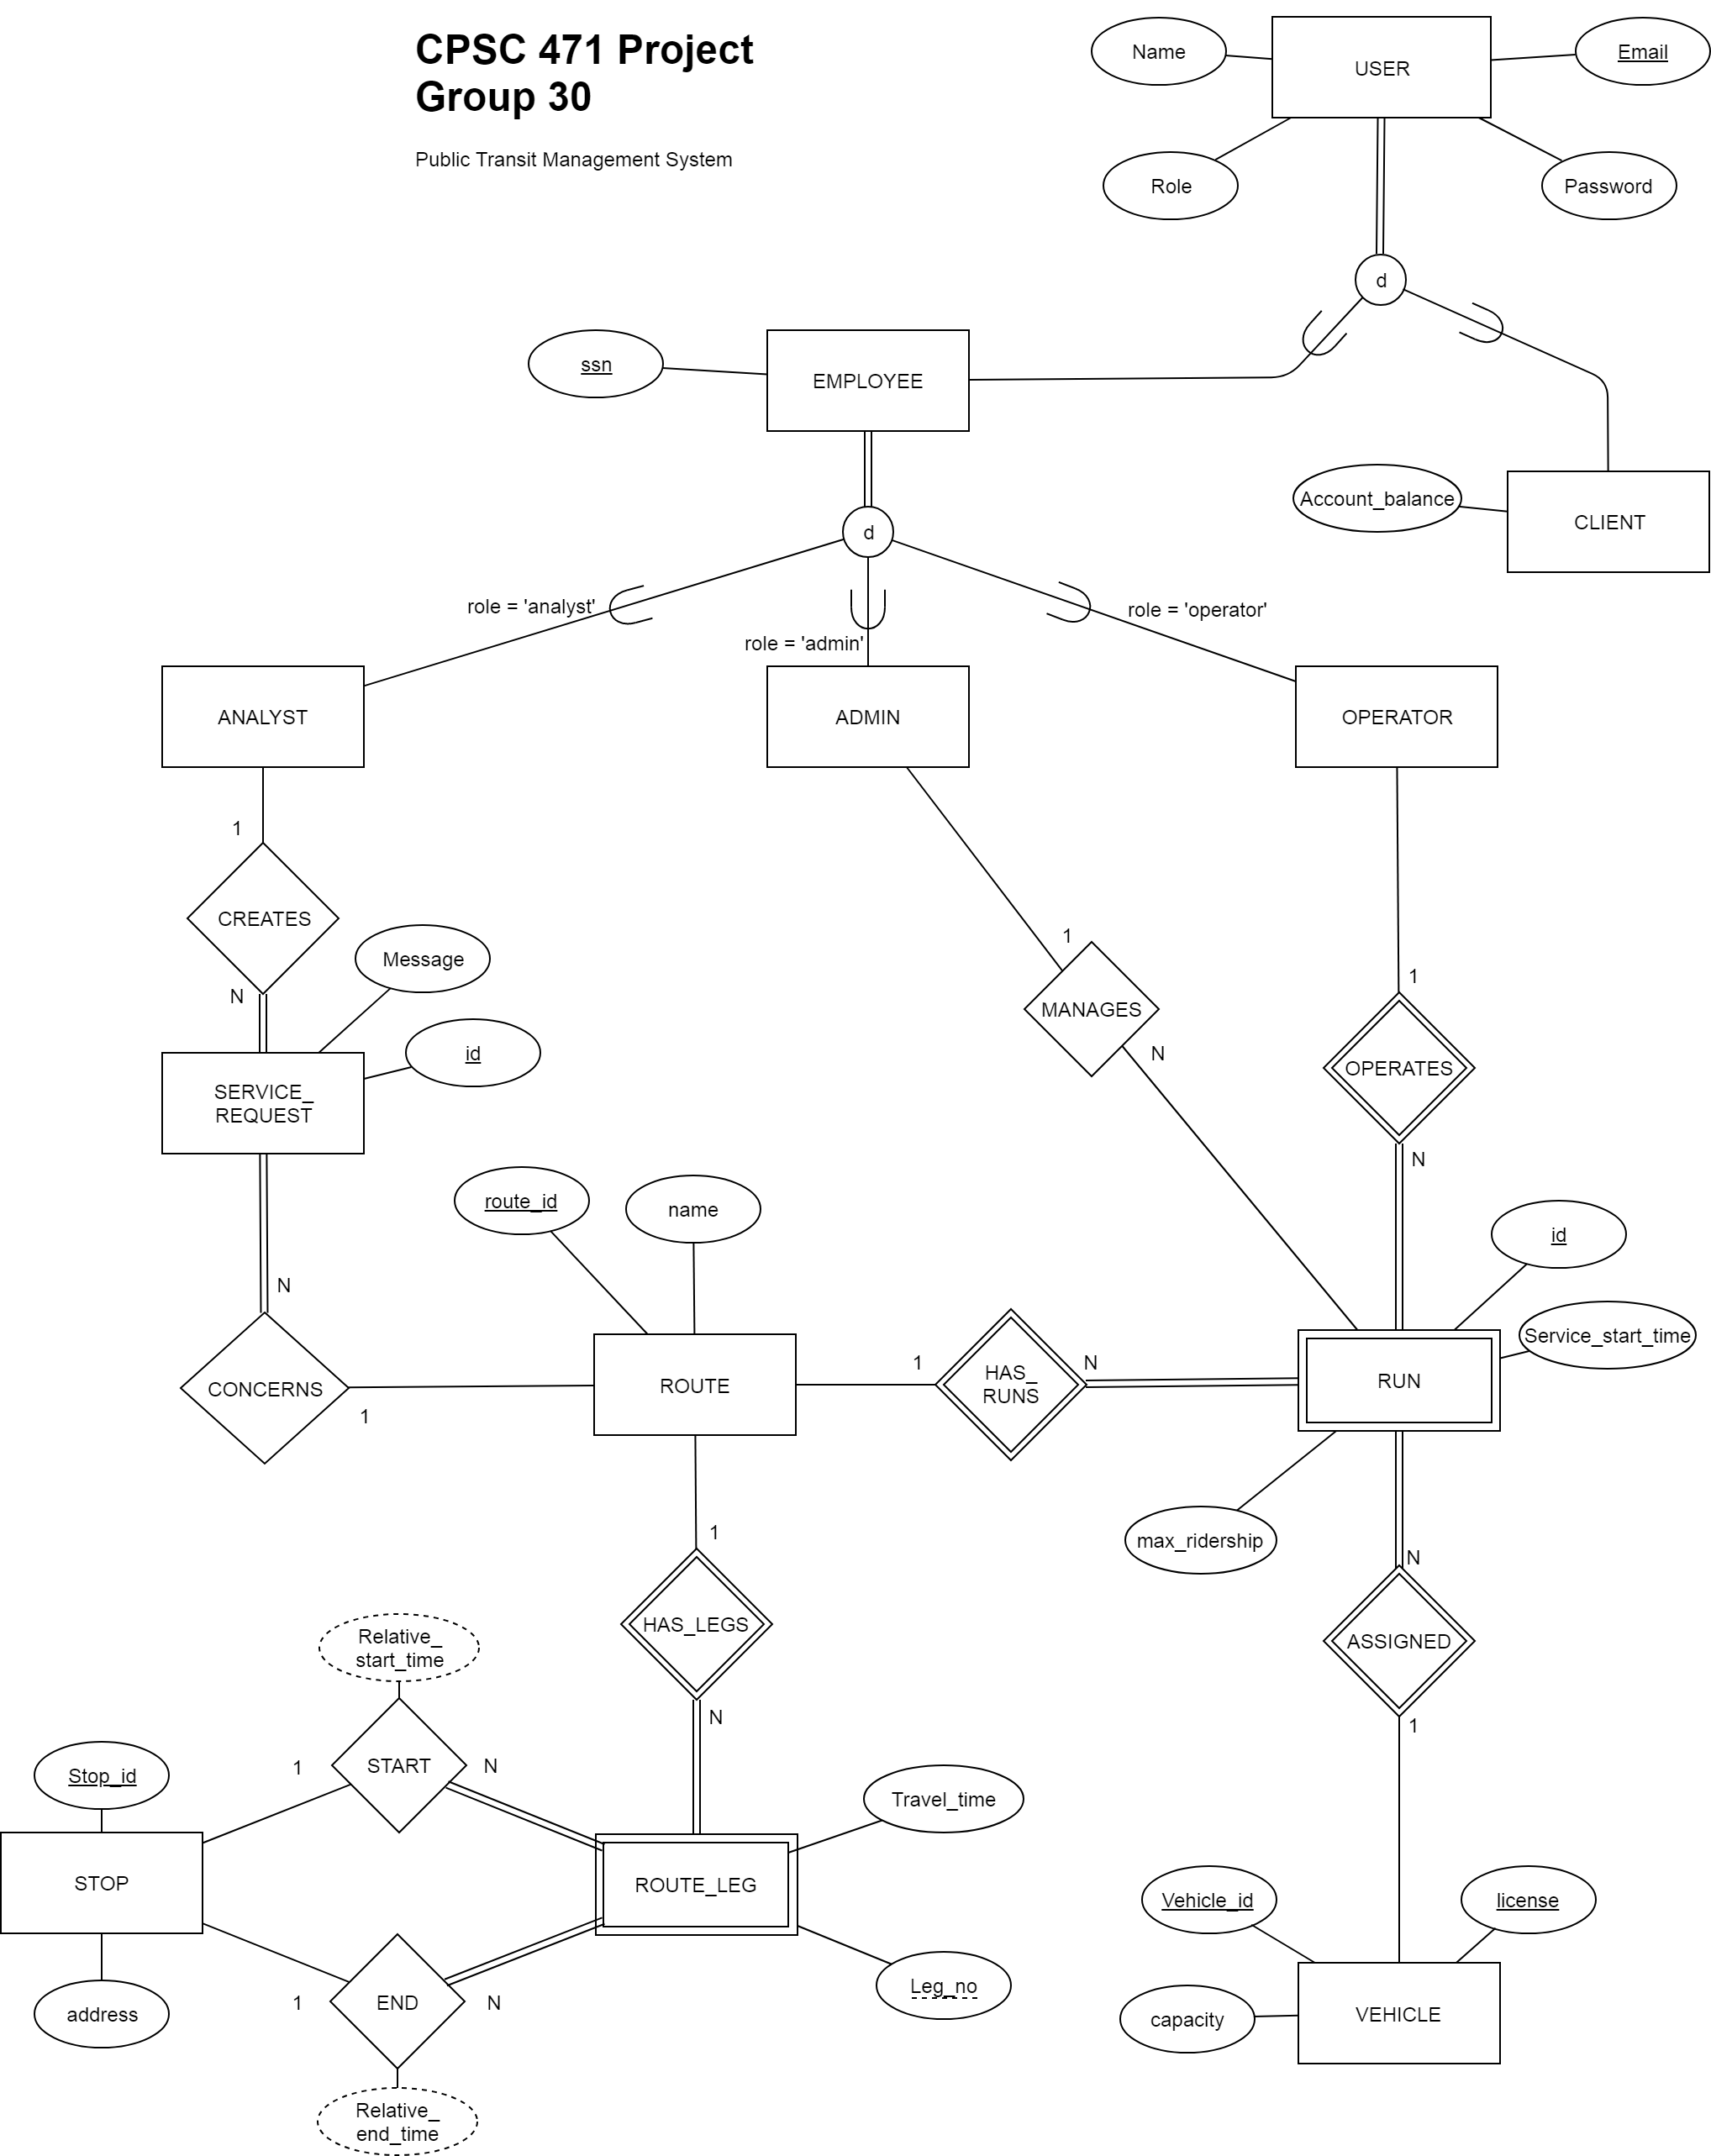 CPSC 471 Project
Group 30
Public Transit Management System
Name
USER
Email
Role
Password
d
ssn
EMPLOYEE
Account_balance
CLIENT
d
role = 'analyst'
role = 'admin'
role = 'operator'
ANALYST
ADMIN
OPERATOR
1
CREATES
N
Message
id
SERVICE_
REQUEST
1
MANAGES
N
1
OPERATES
N
route_id
name
id
Service_start_time
N
CONCERNS
1
ROUTE
1
HAS_
RUNS
N
RUN
max_ridership
1
HAS_LEGS
N
N
ASSIGNED
1
Relative_
start_time
1
START
N
Stop_id
STOP
address
Travel_time
ROUTE_LEG
Leg_no
1
END
N
Relative_
end_time
Vehicle_id
license
capacity
VEHICLE